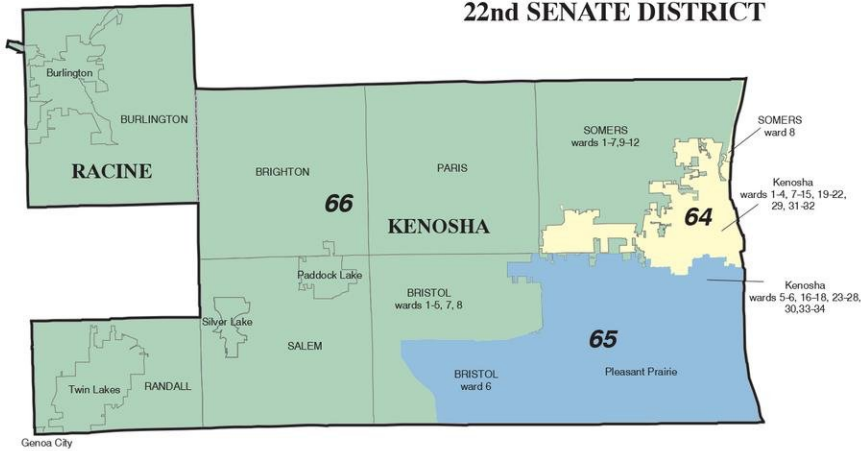 22nd SENATE DISTRICT
Burlington
BURLINGTON
RACINE
BRIGHTON
PARIS
SOMERS
wards 1-7,9-12
SOMERS
ward 8
66
KENOSHA
64
Kenosha
wards 1-4, 7-15, 19-22,
29, 31-32
Paddock Lake
BRISTOL
wards 1-5, 7, 8
Kenosha
wards 5-6, 16-18, 23-28,
30,33-34
Silver Lake
SALEM
65
BRISTOL
ward 6
Pleasant Prairie
Twin Lakes
RANDALL
Genoa City